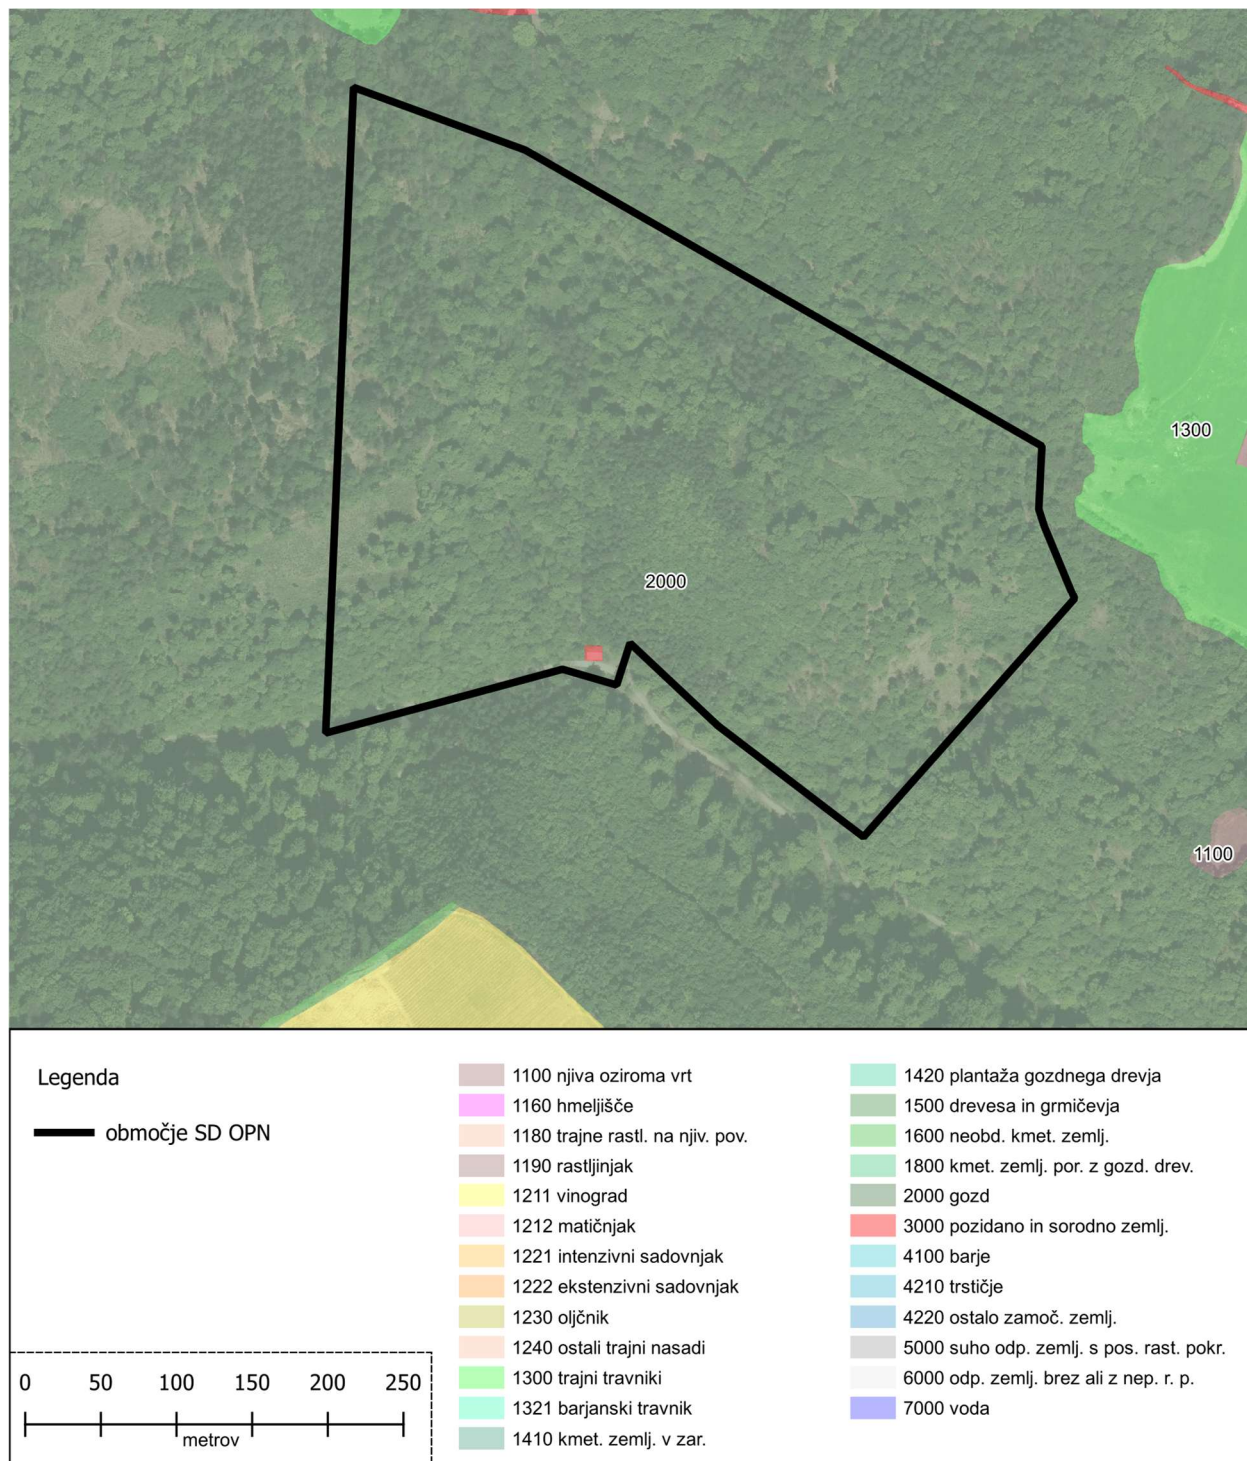 1300
2000
1100
Legenda
območje SD OPN
0 50 100 150 200 250
metrov
1100 njiva oziroma vrt
1160 hmeljišče
1180 trajne rastl. na njiv. pov.
1190 rastljinjak
1211 vinograd
1212 matičnjak
1221 intenzivni sadovnjak
1222 ekstenzivni sadovnjak
1230 oljčnik
1240 ostali trajni nasadi
1300 trajni travniki
1321 barjanski travnik
1410 kmet. zemlj. v zar.
1420 plantaža gozdnega drevja
1500 drevesa in grmičevja
1600 neobd. kmet. zemlj.
1800 kmet. zemlj. por. z gozd. drev.
2000 gozd
3000 pozidano in sorodno zemlj.
4100 barje
4210 trstičje
4220 ostalo zamoč. zemlj.
5000 suho odp. zemlj. s pos. rast. pokr.
6000 odp. zemlj. brez ali z nep. r. p.
7000 voda